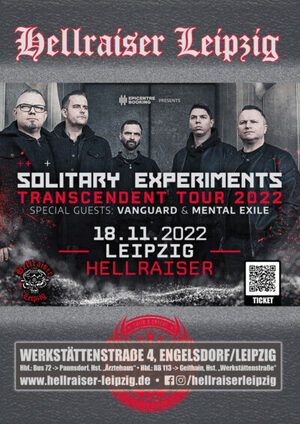 Hellraiser Leipzig
EPICENTRE BOOKING PRESENTS
SOLITARY EXPERIMENTS
TRANSCENDENT TOUR / 2022
SPECIAL GUESTS: VANGUARD & MENTAL EXILE
18.11.2022
LEIPZIG
HELLRAISER
Hellraiser
Leipzig
TICKET
WERKSTÄTTENSTRAßE 4, ENGELSDORF/LEIPZIG
Hbf.: Bus 72 -> Paunsdorf, Hst. „Ärztehaus" • Hbf.: RB 113 -> Geithain, Hst. „Werkstättenstraße"
www.hellraiser-leipzig.de • /hellraiserleipzig